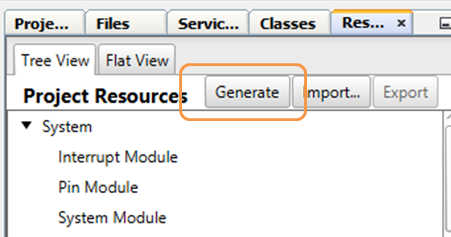 Proje... Files Servic... Classes Res... ×
Tree View Flat View
Project Resources Generate Import... Export
System
Interrupt Module
Pin Module
System Module